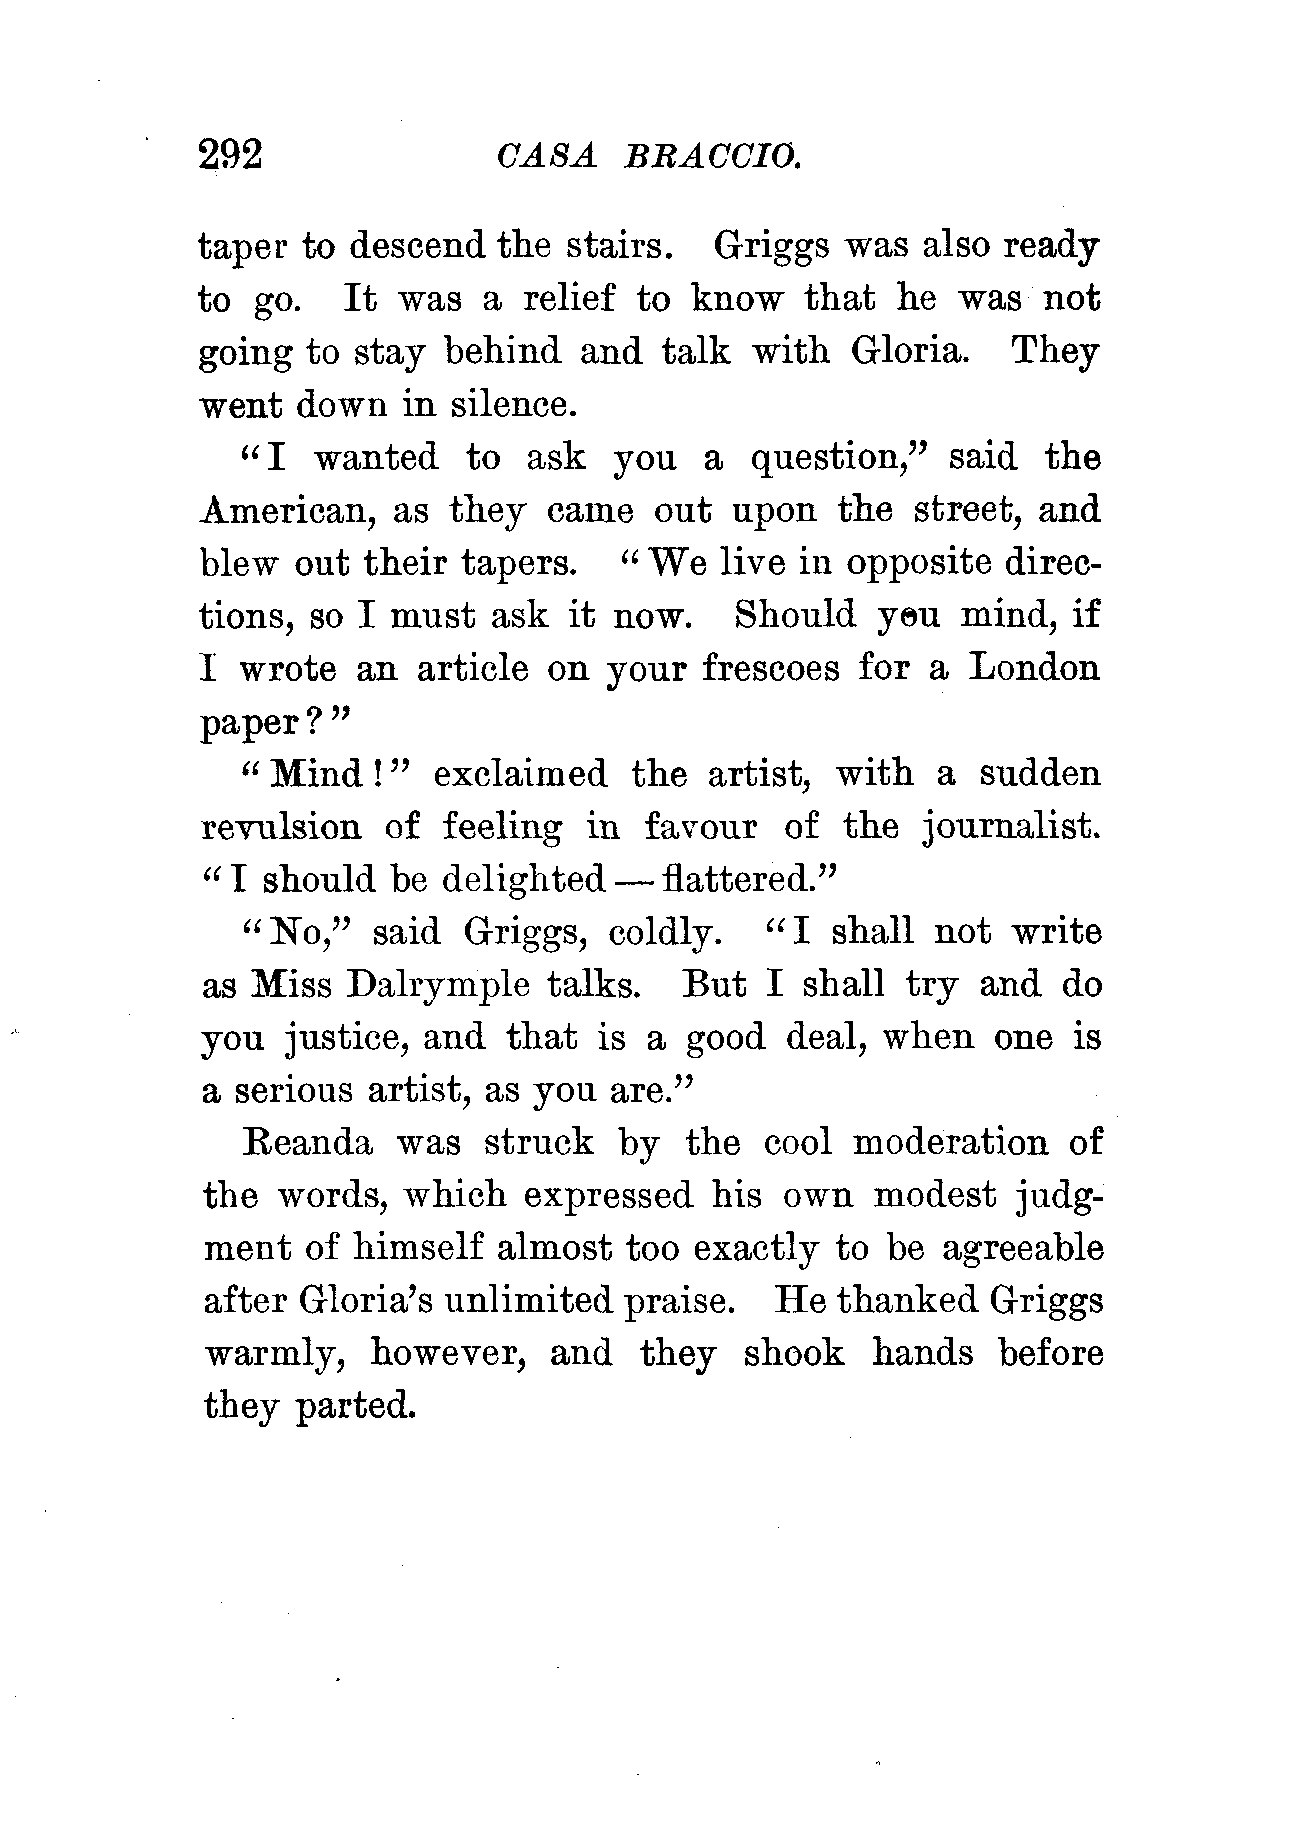 292 CASA BRACCIO.
taper to descend the stairs. Griggs was also ready
to go. It was a relief to know that he was not
going to stay behind and talk with Gloria. They
went down in silence.
“I wanted to ask you a question,” said the
American, as they came out upon the street, and
blew out their tapers. “We live in opposite direc-
tions, so I must ask it now. Should you mind, if
I wrote an article on your frescoes for a London
paper?”
“Mind!” exclaimed the artist, with a sudden
revulsion of feeling in favour of the journalist.
“I should be delighted — flattered.”
“No,” said Griggs, coldly. “I shall not write
as Miss Dalrymple talks. But I shall try and do
you justice, and that is a good deal, when one is
a serious artist, as you are.”
Reanda was struck by the cool moderation of
the words, which expressed his own modest judg-
ment of himself almost too exactly to be agreeable
after Gloria’s unlimited praise. He thanked Griggs
warmly, however, and they shook hands before
they parted.